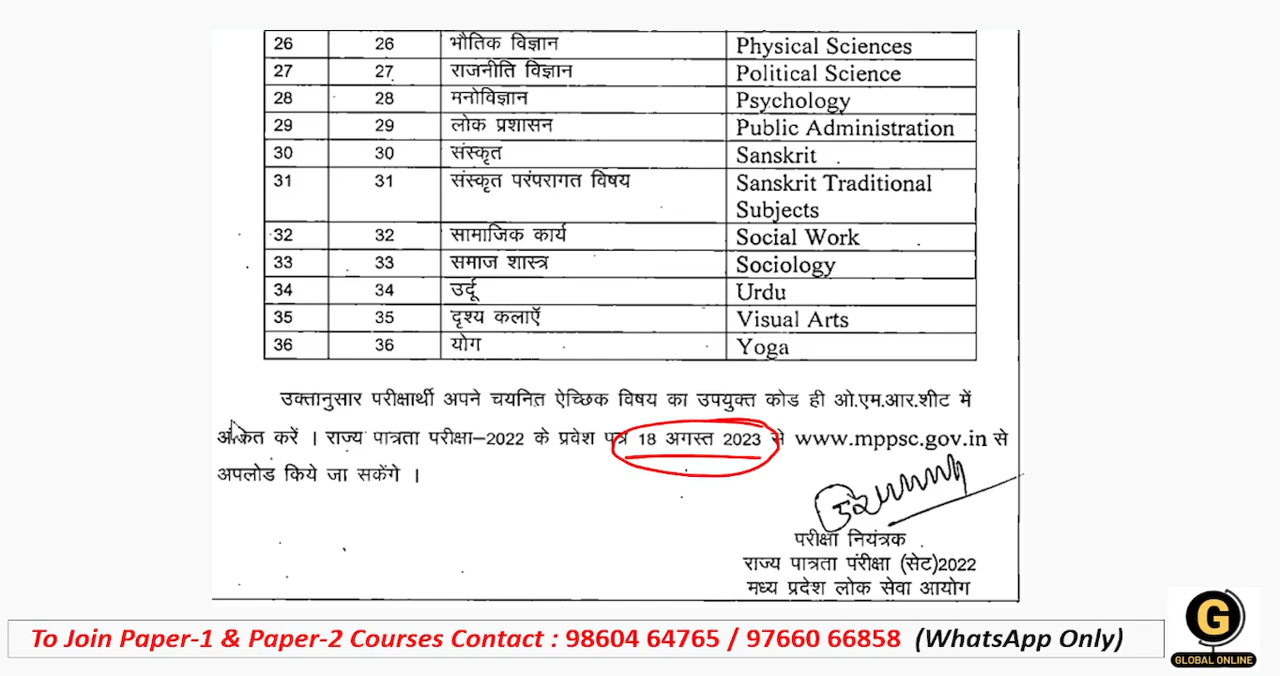 26 26 भौतिक विज्ञान Physical Sciences
27 27 राजनीति विज्ञान Political Science
28 28 मनोविज्ञान Psychology
29 29 लोक प्रशासन Public Administration
30 30 संस्कृत Sanskrit
31 31 संस्कृत परंपरागत विषय Sanskrit Traditional
Subjects
32 32 सामाजिक कार्य Social Work
33 33 समाज शास्त्र Sociology
34 34 उर्दू Urdu
35 35 दृश्य कलाएँ Visual Arts
36 36 योग Yoga
उक्तानुसार परीक्षार्थी अपने चयनित ऐच्छिक विषय का उपयुक्त कोड ही ओ.एम.आर.शीट में
अंकित करें । राज्य पात्रता परीक्षा–2022 के प्रवेश पत्र 18 अगस्त 2023 से www.mppsc.gov.in से
अपलोड किये जा सकेंगे ।
परीक्षा नियंत्रक
राज्य पात्रता परीक्षा (सेट)2022
मध्य प्रदेश लोक सेवा आयोग
To Join Paper-1 & Paper-2 Courses Contact : 98604 64765 / 97660 66858 (WhatsApp Only)
G
GLOBAL ONLINE